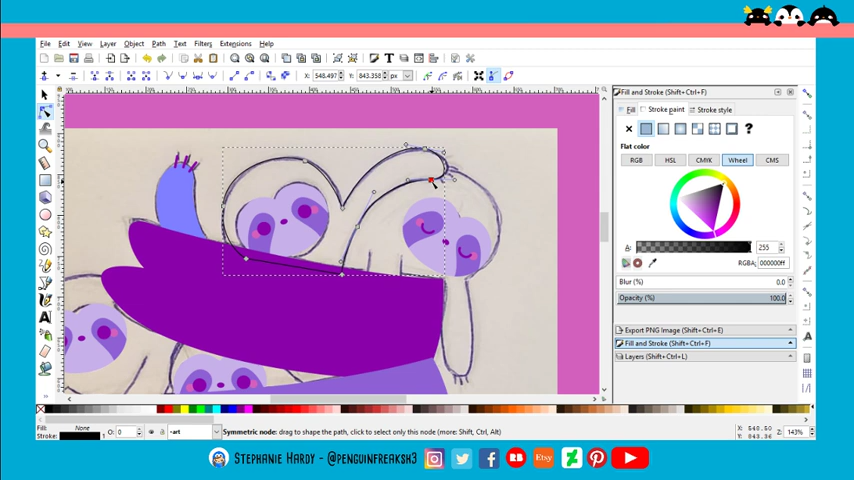 File Edit View Layer Object Path Text Filters Extensions Help
X: 548.497 Y: 843.358 px
Fill and Stroke (Shift+Ctrl+F)
Fill Stroke paint Stroke style
Flat color
RGB HSL CMYK Wheel CMS
A: 255
RGBA: 000000ff
Blur (%) 0.0
Opacity (%) 100.0
Export PNG Image (Shift+Ctrl+E)
Fill and Stroke (Shift+Ctrl+F)
Layers (Shift+Ctrl+L)
Fill: None
Stroke: 1 O: 0 -art Symmetric node: drag to shape the path, click to select only this node (more: Shift, Ctrl, Alt)
X: 540.50
Y: 843.36
Z: 143%
Stephanie Hardy - @penguinfreaksh3 Etsy